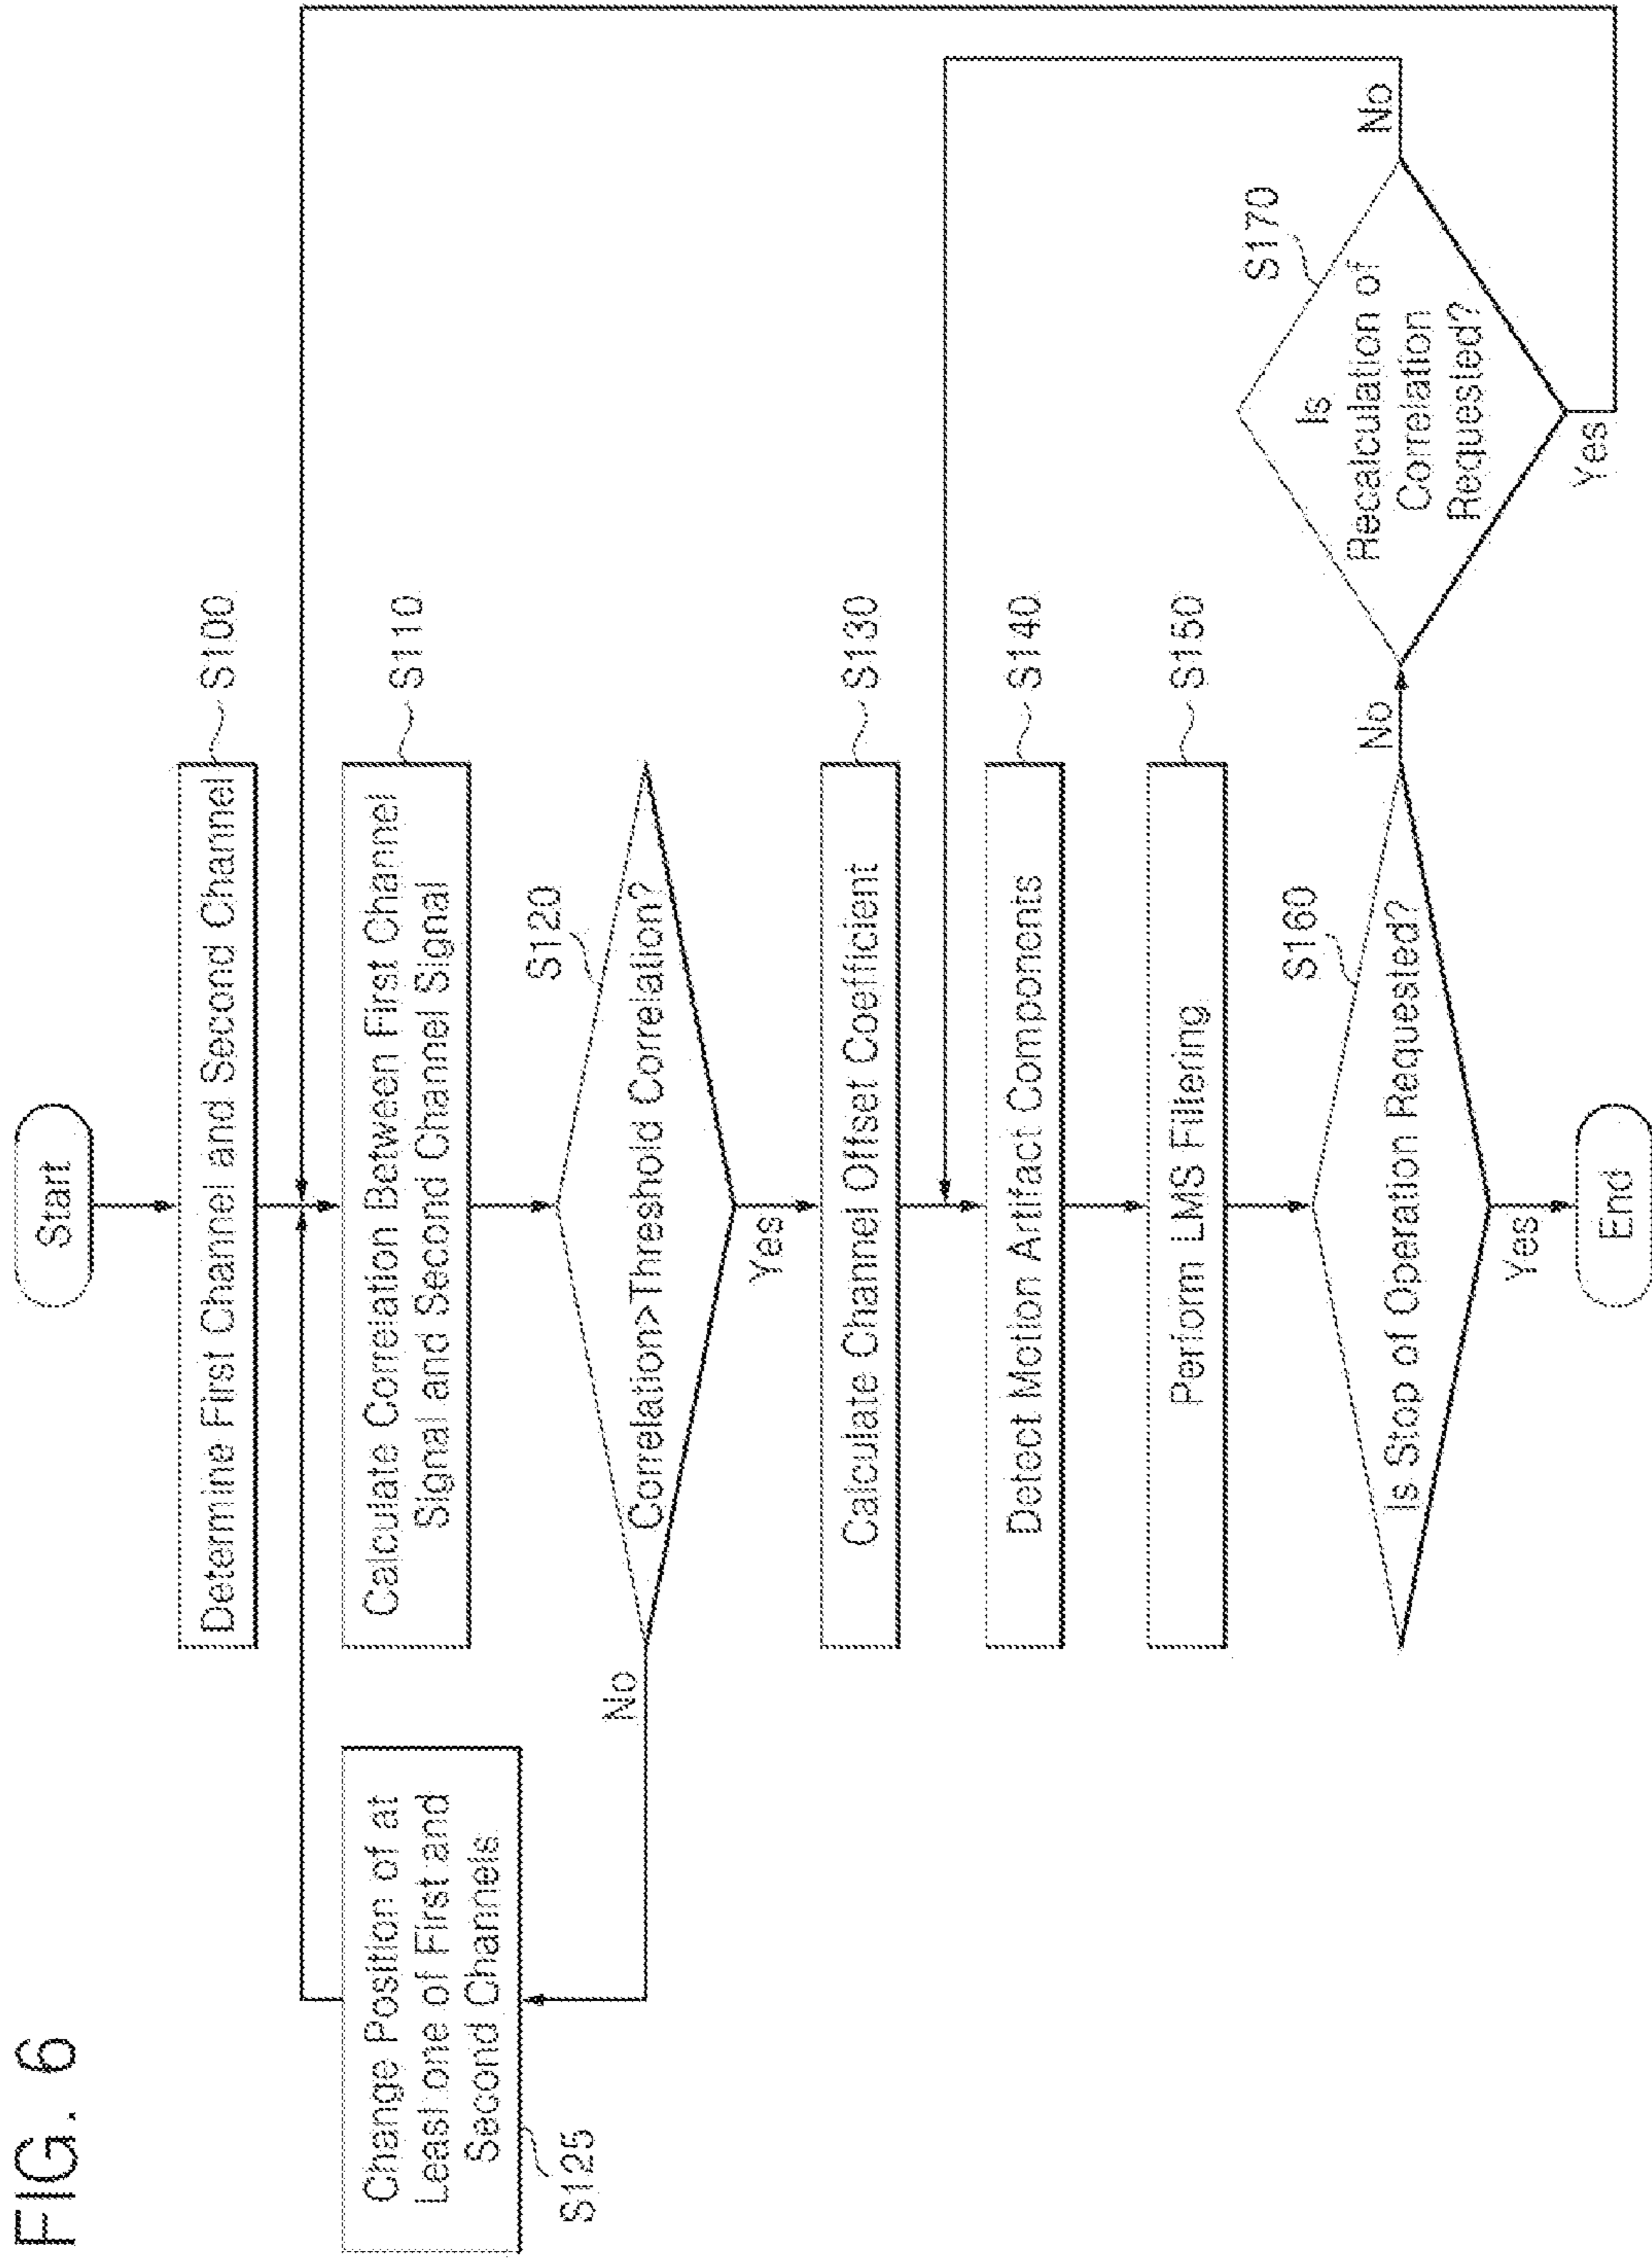 FIG. 6
Start
Determine First Channel and Second Channel
S100
Calculate Correlation Between First Channel
Signal and Second Channel Signal
S110
Change Position of at
Least one of First and
Second Channels
S125
Correlation>Threshold Correlation?
S120
No
Yes
Calculate Channel Offset Coefficient
S130
Detect Motion Artifact Components
S140
Perform LMS Filtering
S150
Is Stop of Operation Requested?
S160
No
Yes
Is
Recalculation of
Correlation
Requested?
S170
No
Yes
End